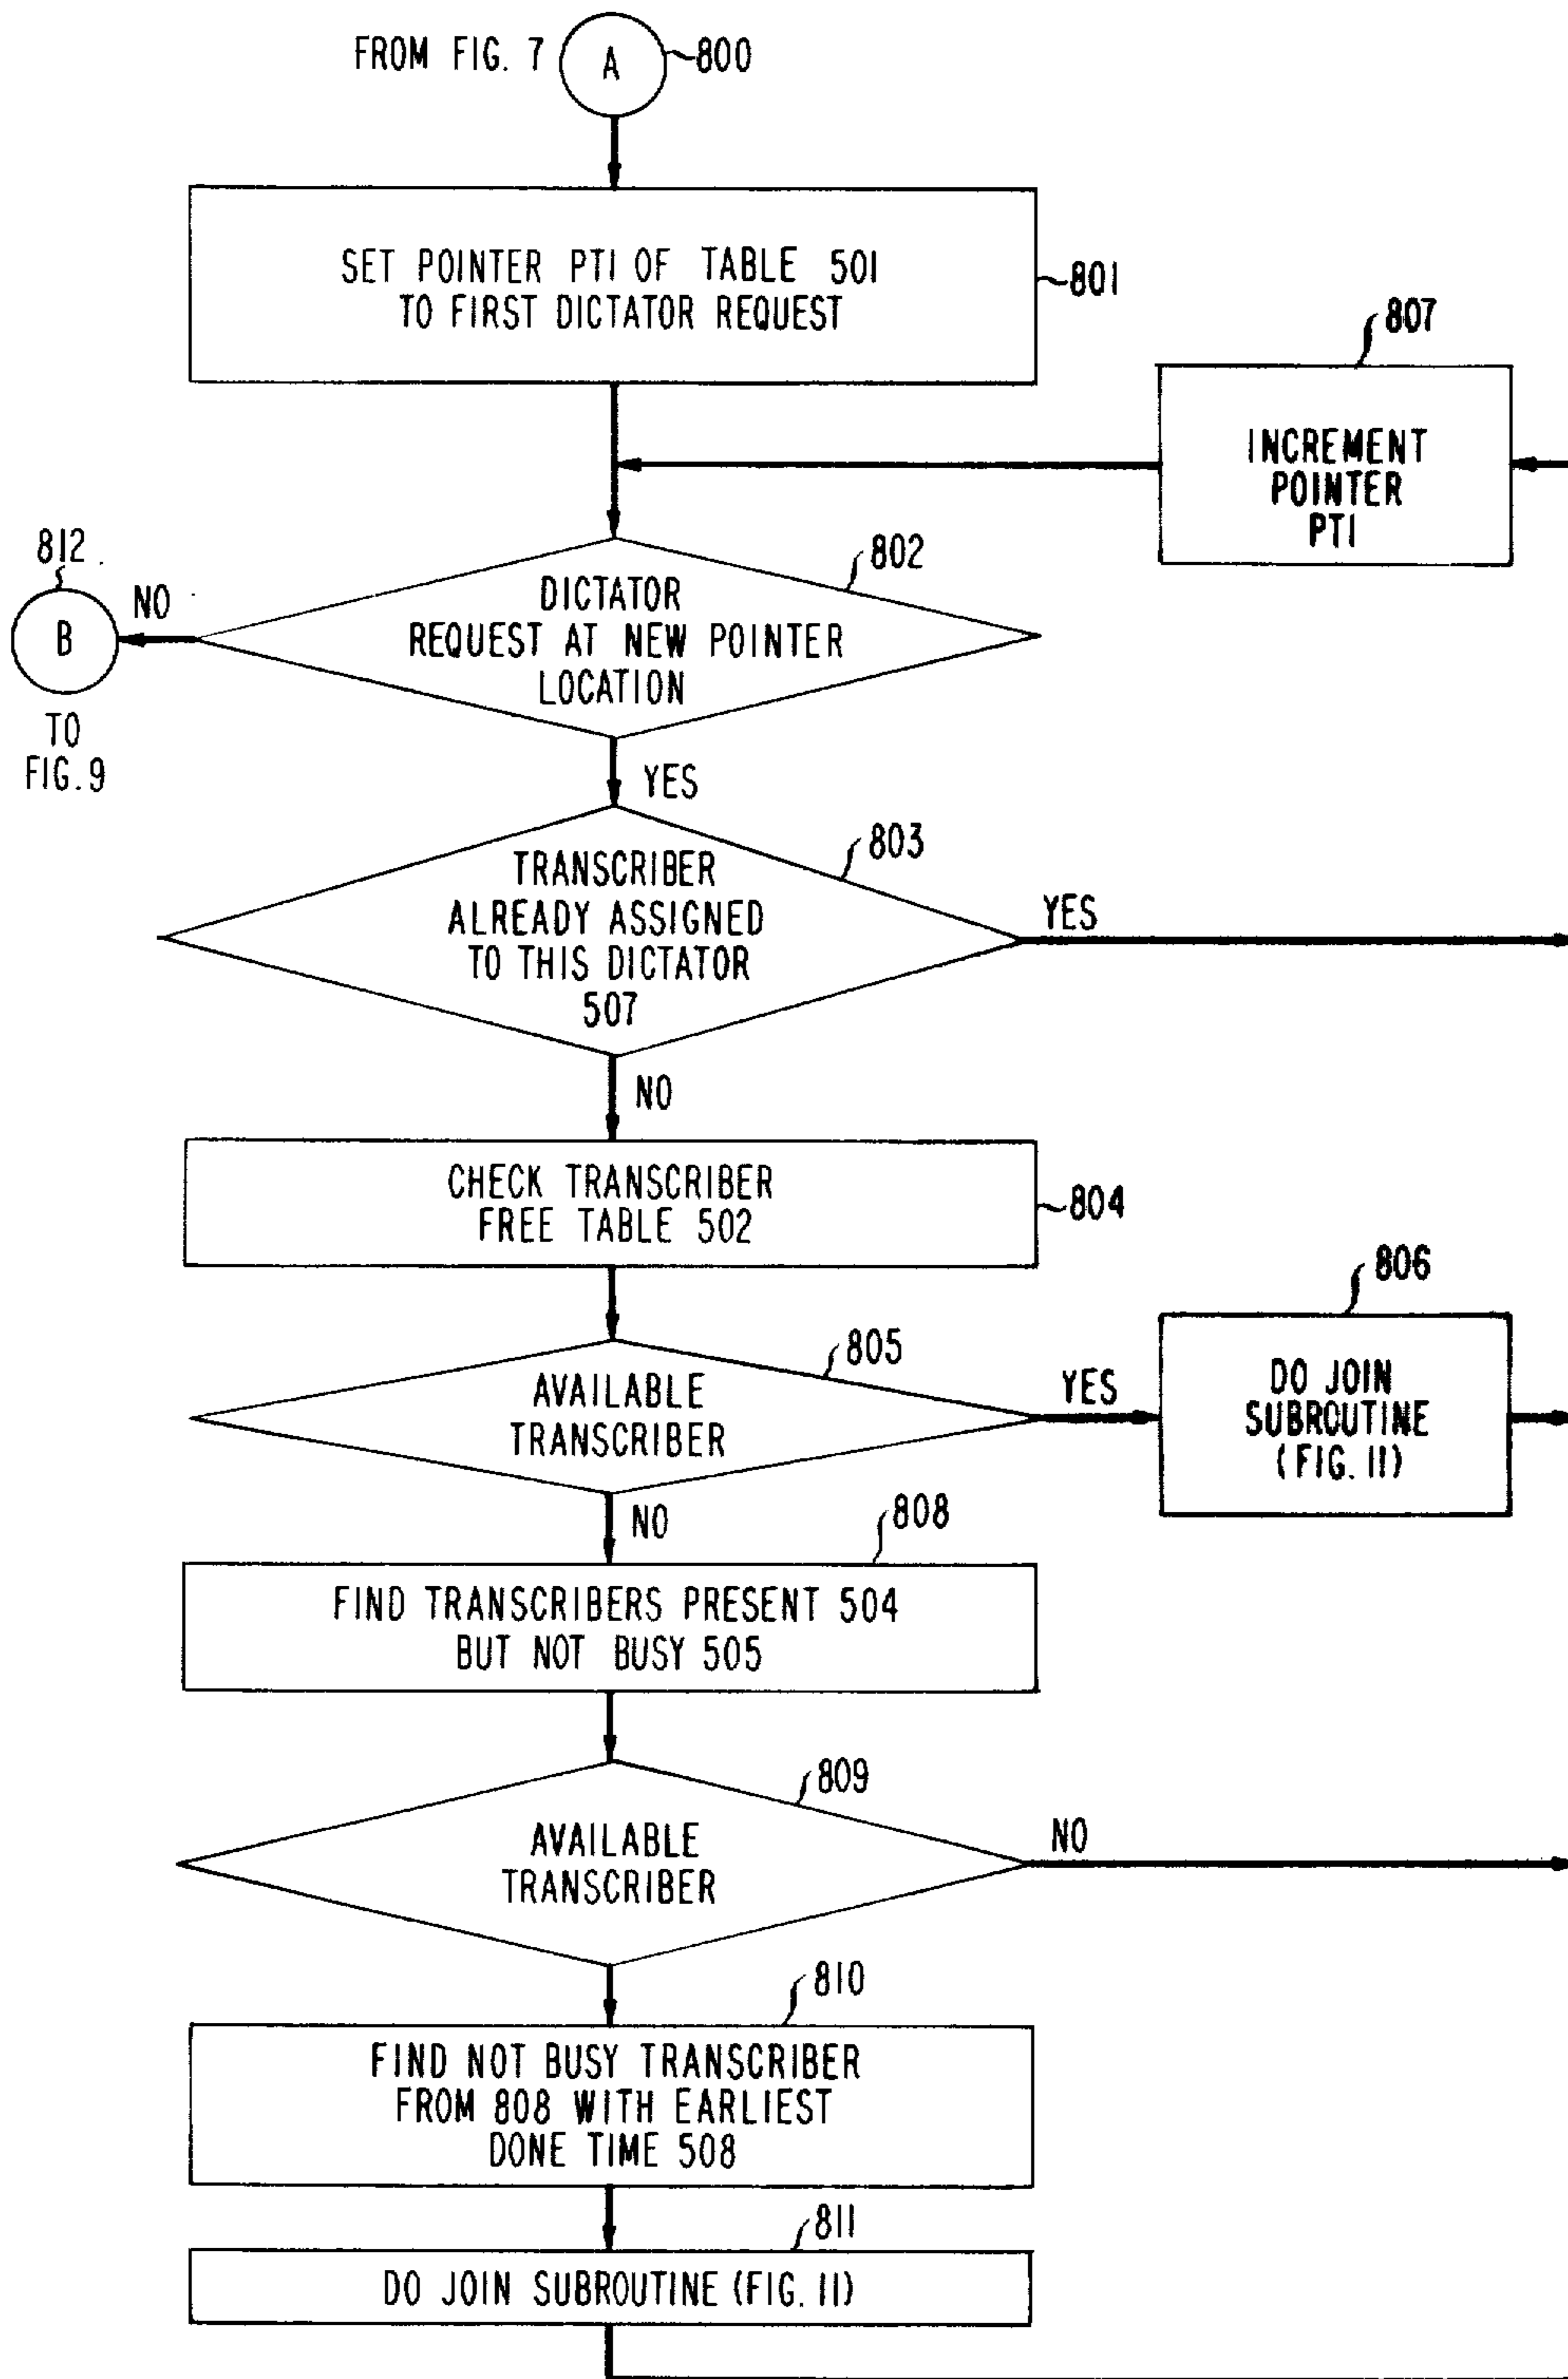 FROM FIG. 7
A
800
SET POINTER PT1 OF TABLE 501
TO FIRST DICTATOR REQUEST
801
807
INCREMENT
POINTER
PT1
802
DICTATOR
REQUEST AT NEW POINTER
LOCATION
812
NO
B
TO
FIG. 9
YES
803
TRANSCRIBER
ALREADY ASSIGNED
TO THIS DICTATOR
507
YES
NO
CHECK TRANSCRIBER
FREE TABLE 502
804
805
AVAILABLE
TRANSCRIBER
YES
806
DO JOIN
SUBROUTINE
(FIG. 11)
NO
808
FIND TRANSCRIBERS PRESENT 504
BUT NOT BUSY 505
809
AVAILABLE
TRANSCRIBER
NO
810
FIND NOT BUSY TRANSCRIBER
FROM 808 WITH EARLIEST
DONE TIME 508
811
DO JOIN SUBROUTINE (FIG. 11)